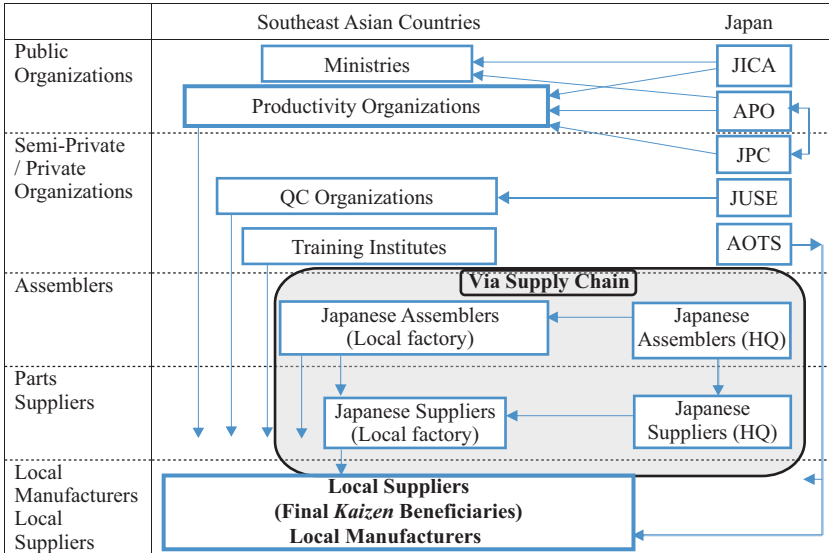 Southeast Asian Countries
Japan
Public
Organizations
Ministries
JICA
Productivity Organizations
APO
Semi-Private
/ Private
Organizations
JPC
QC Organizations
JUSE
Training Institutes
AOTS
Assemblers
Via Supply Chain
Japanese Assemblers
(Local factory)
Japanese
Assemblers (HQ)
Parts
Suppliers
Japanese Suppliers
(Local factory)
Japanese
Suppliers (HQ)
Local
Manufacturers
Local
Suppliers
Local Suppliers
(Final Kaizen Beneficiaries)
Local Manufacturers